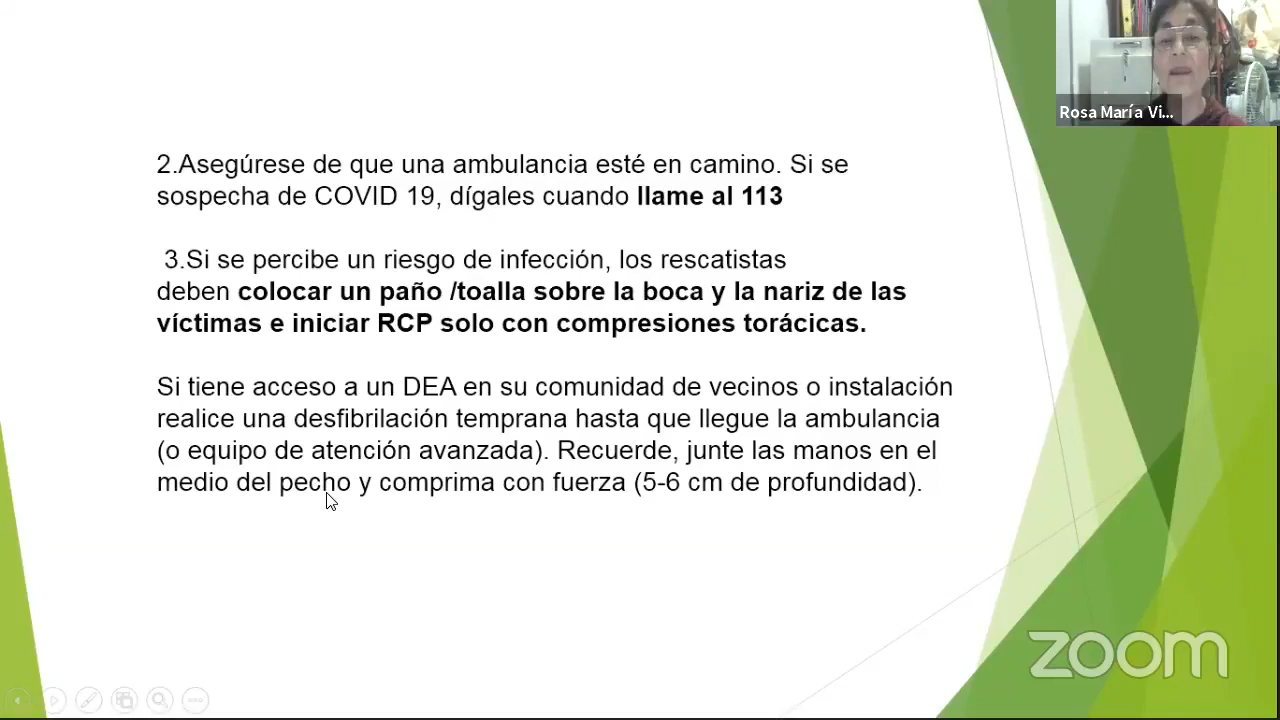 Rosa María Vi...
2.Asegúrese de que una ambulancia esté en camino. Si se
sospecha de COVID 19, dígales cuando llame al 113
3.Si se percibe un riesgo de infección, los rescatistas
deben colocar un paño /toalla sobre la boca y la nariz de las
víctimas e iniciar RCP solo con compresiones torácicas.
Si tiene acceso a un DEA en su comunidad de vecinos o instalación
realice una desfibrilación temprana hasta que llegue la ambulancia
(o equipo de atención avanzada). Recuerde, junte las manos en el
medio del pecho y comprima con fuerza (5-6 cm de profundidad).
zoom